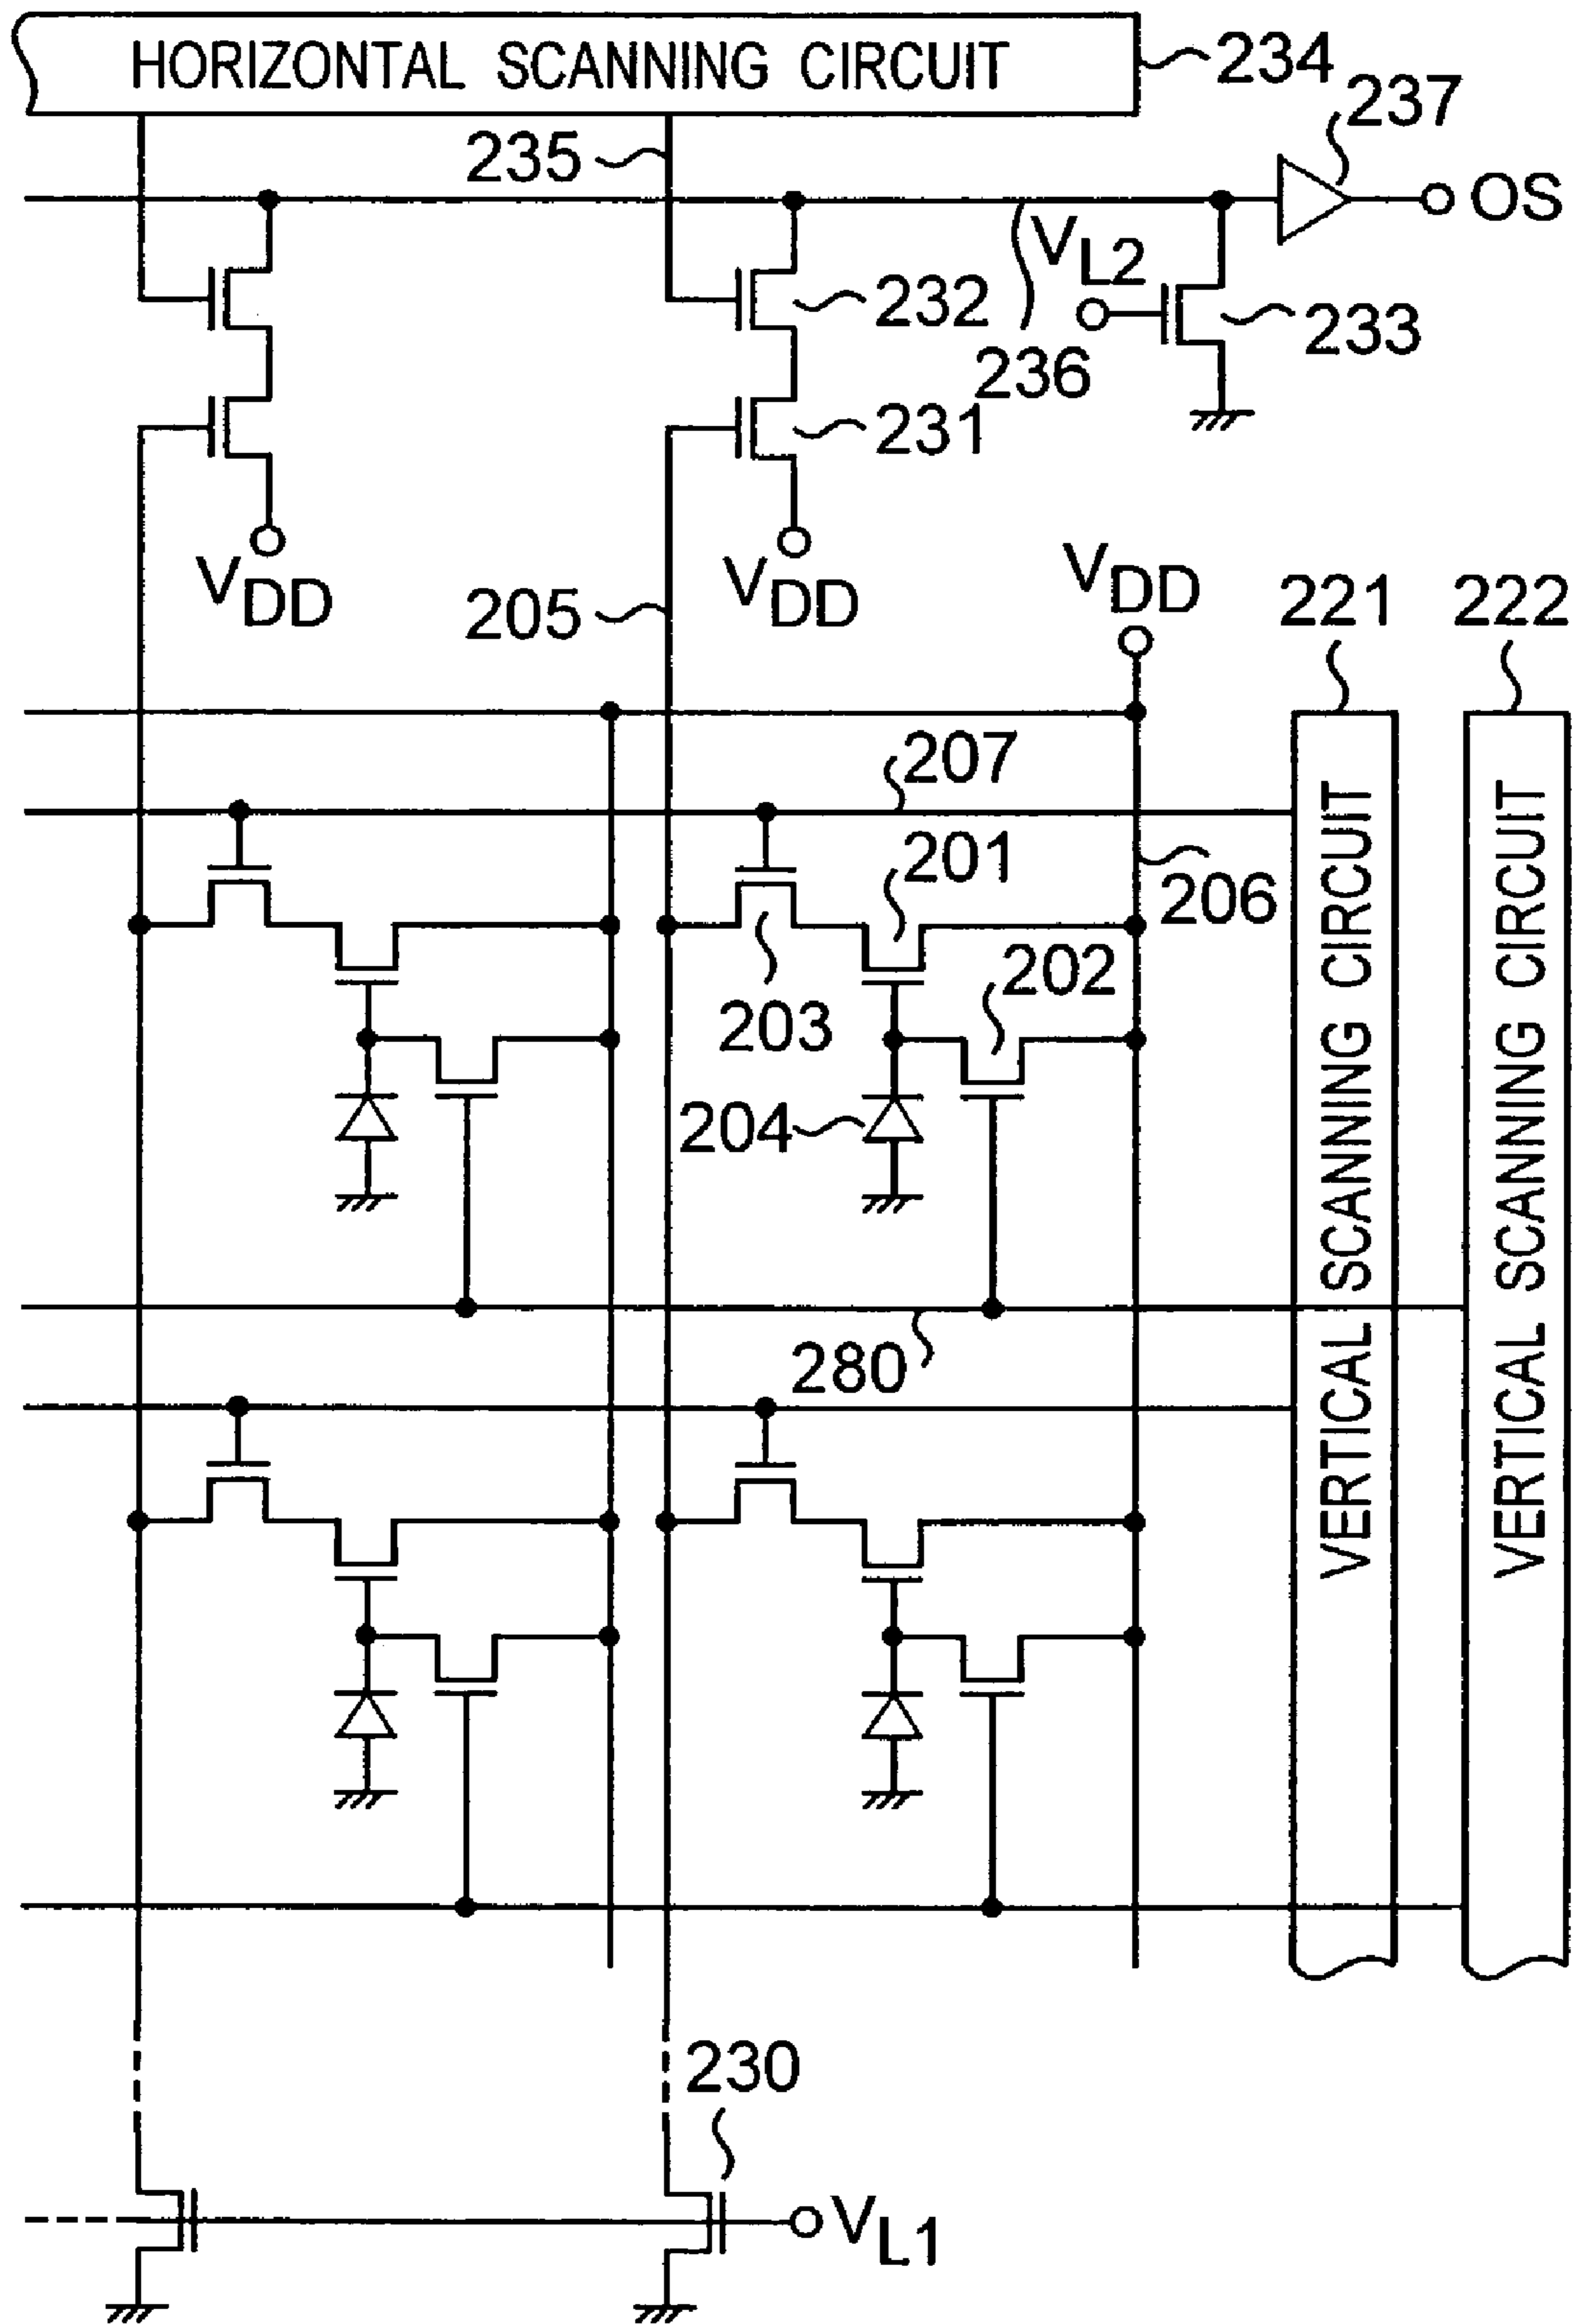 HORIZONTAL SCANNING CIRCUIT
234
237
235
OS
VL2
232
233
236
231
VDD
VDD
VDD
205
221
222
207
201
206
202
203
204
280
VERTICAL SCANNING CIRCUIT
VERTICAL SCANNING CIRCUIT
230
VL1